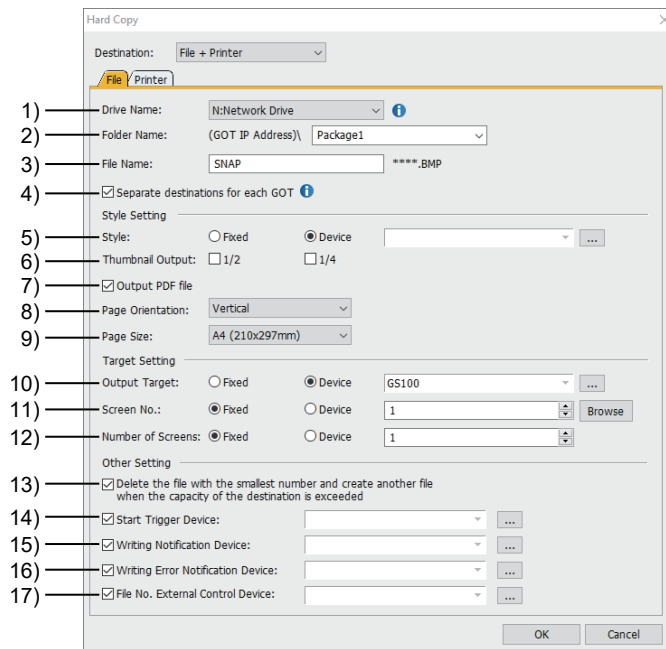 Hard Copy
Destination: File + Printer
File Printer
1) Drive Name: N:Network Drive
2) Folder Name: (GOT IP Address)\ Package1
3) File Name: SNAP ****.BMP
4) Separate destinations for each GOT
Style Setting
5) Style: Fixed Device ...
6) Thumbnail Output: 1/2 1/4
7) Output PDF file
8) Page Orientation: Vertical
9) Page Size: A4 (210x297mm)
Target Setting
10) Output Target: Fixed Device GS100 ...
11) Screen No.: Fixed Device 1 Browse
12) Number of Screens: Fixed Device 1
Other Setting
13) Delete the file with the smallest number and create another file
when the capacity of the destination is exceeded
14) Start Trigger Device: ...
15) Writing Notification Device: ...
16) Writing Error Notification Device: ...
17) File No. External Control Device: ...
OK Cancel